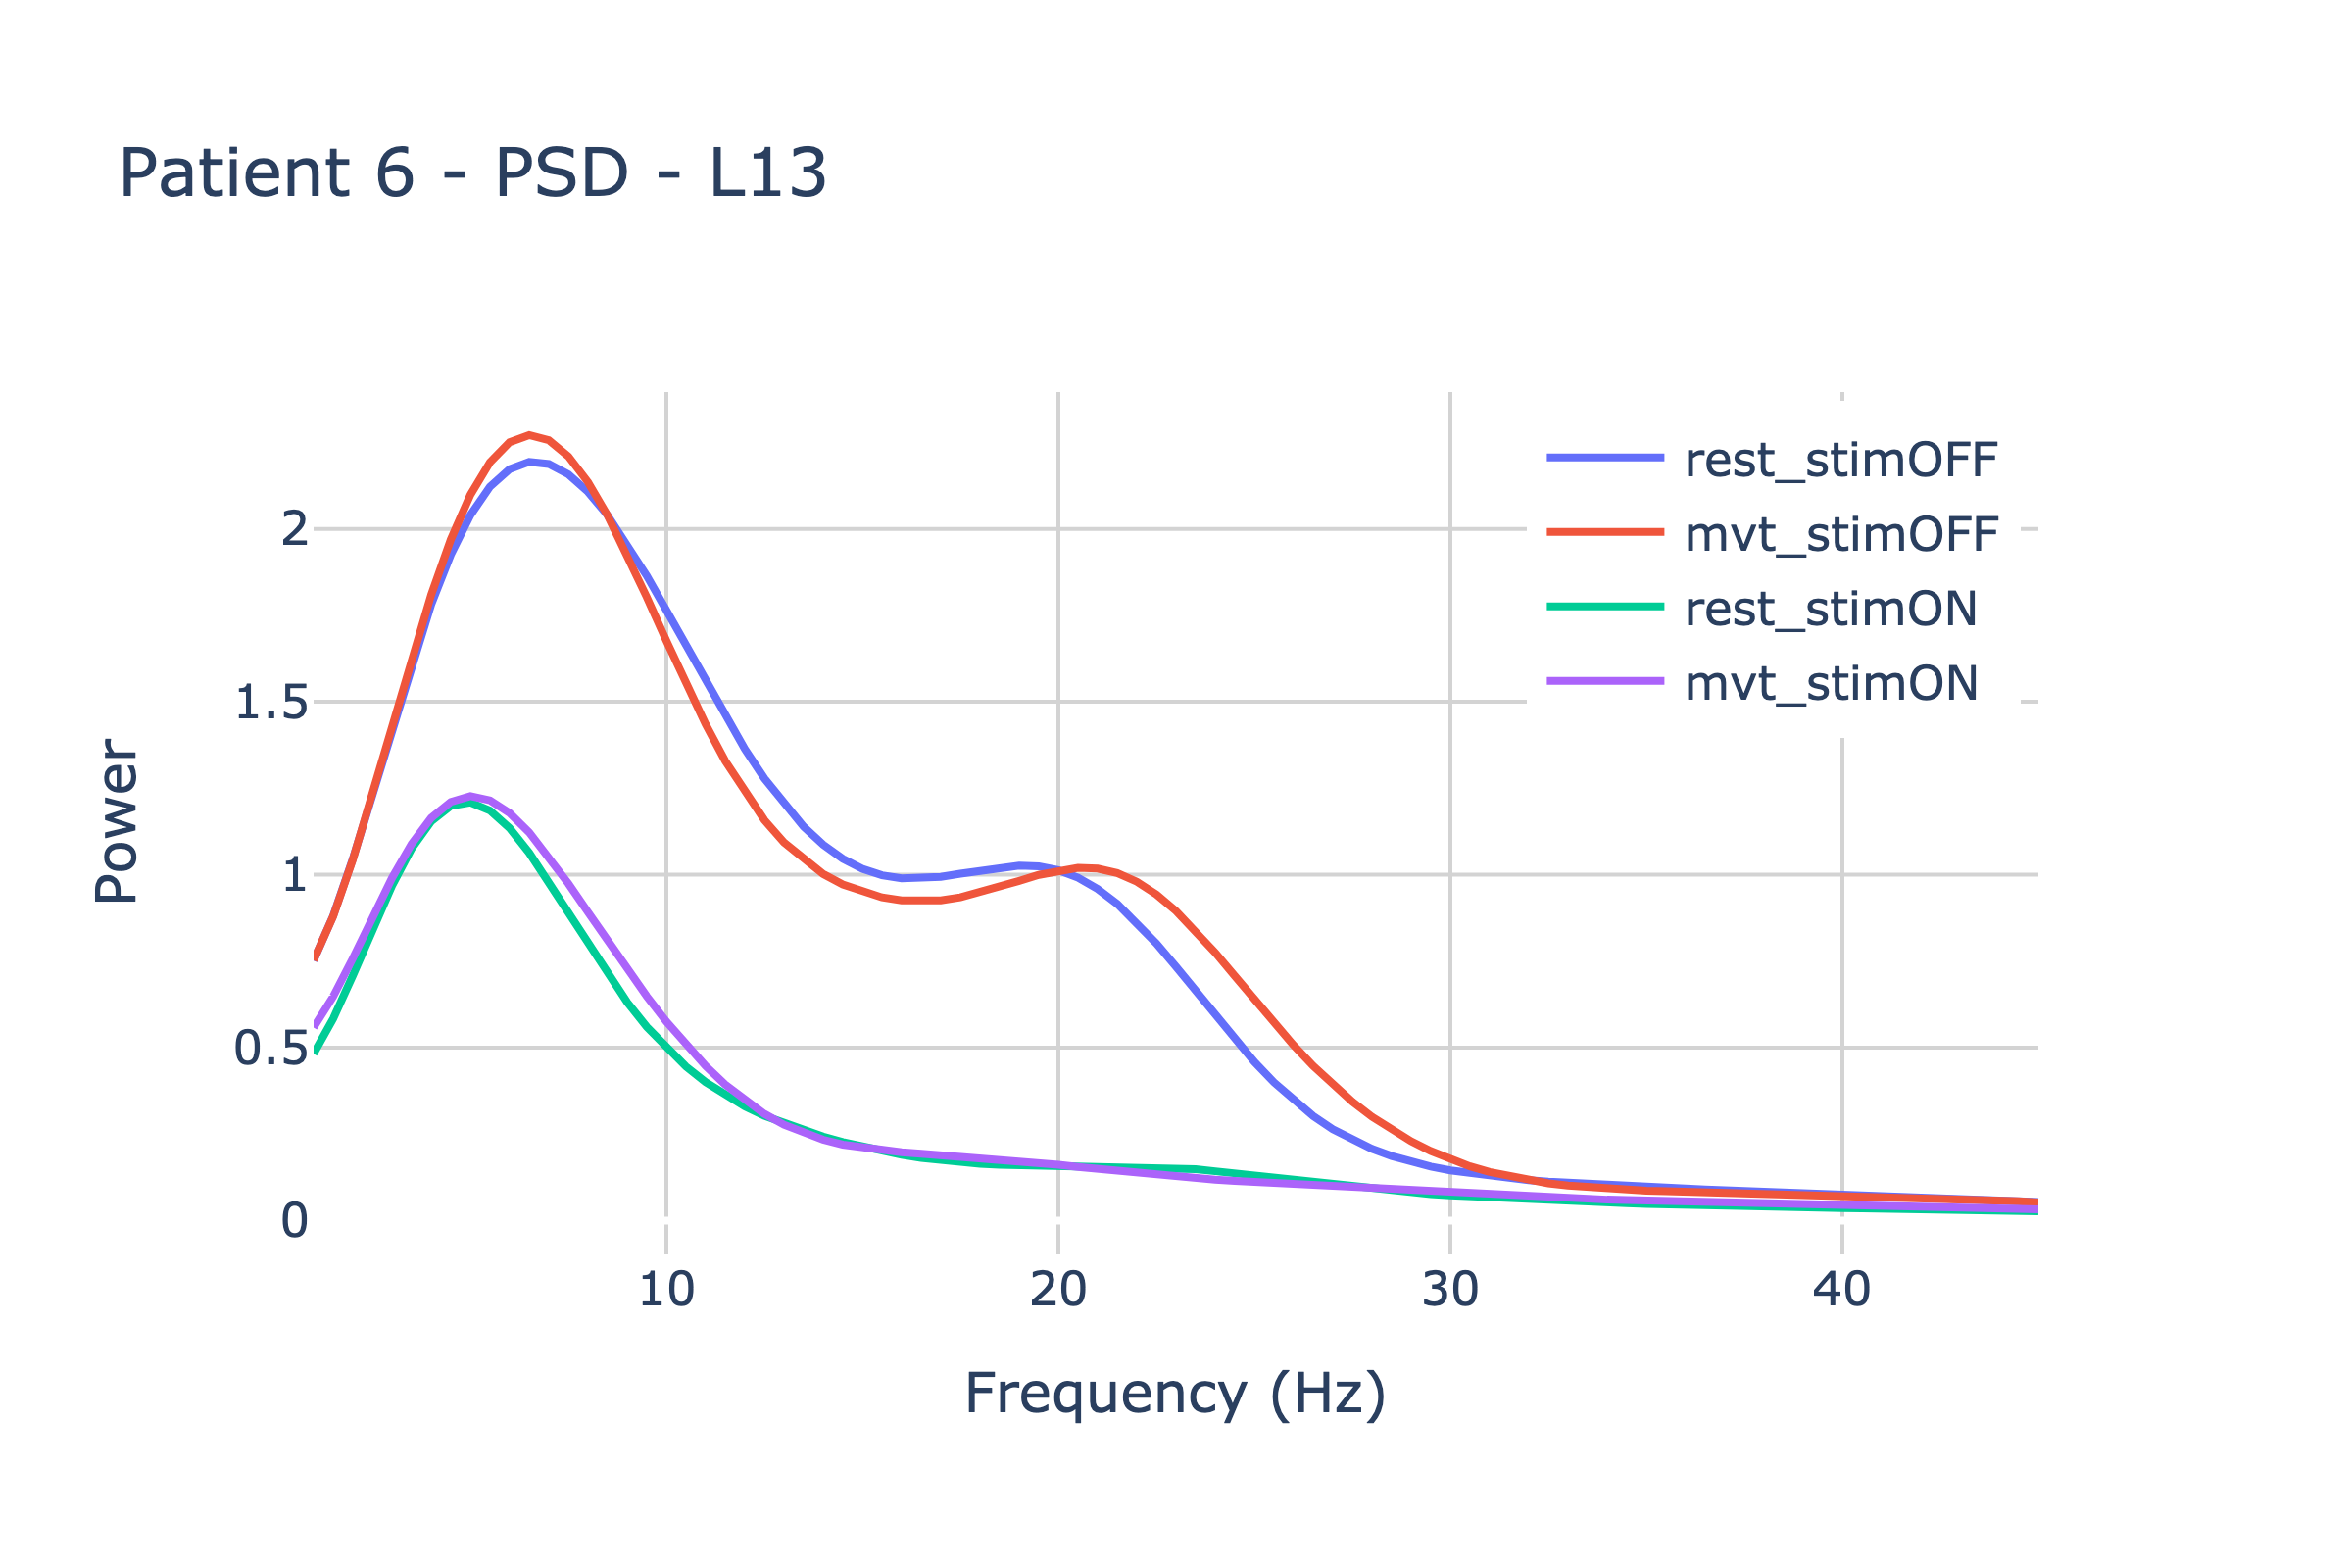 Patient 6 - PSD - L13
rest_stimOFF
mvt_stimOFF
rest_stimON
mvt_stimON
2
1.5
1
0.5
0
Power
10 20 30 40
Frequency (Hz)